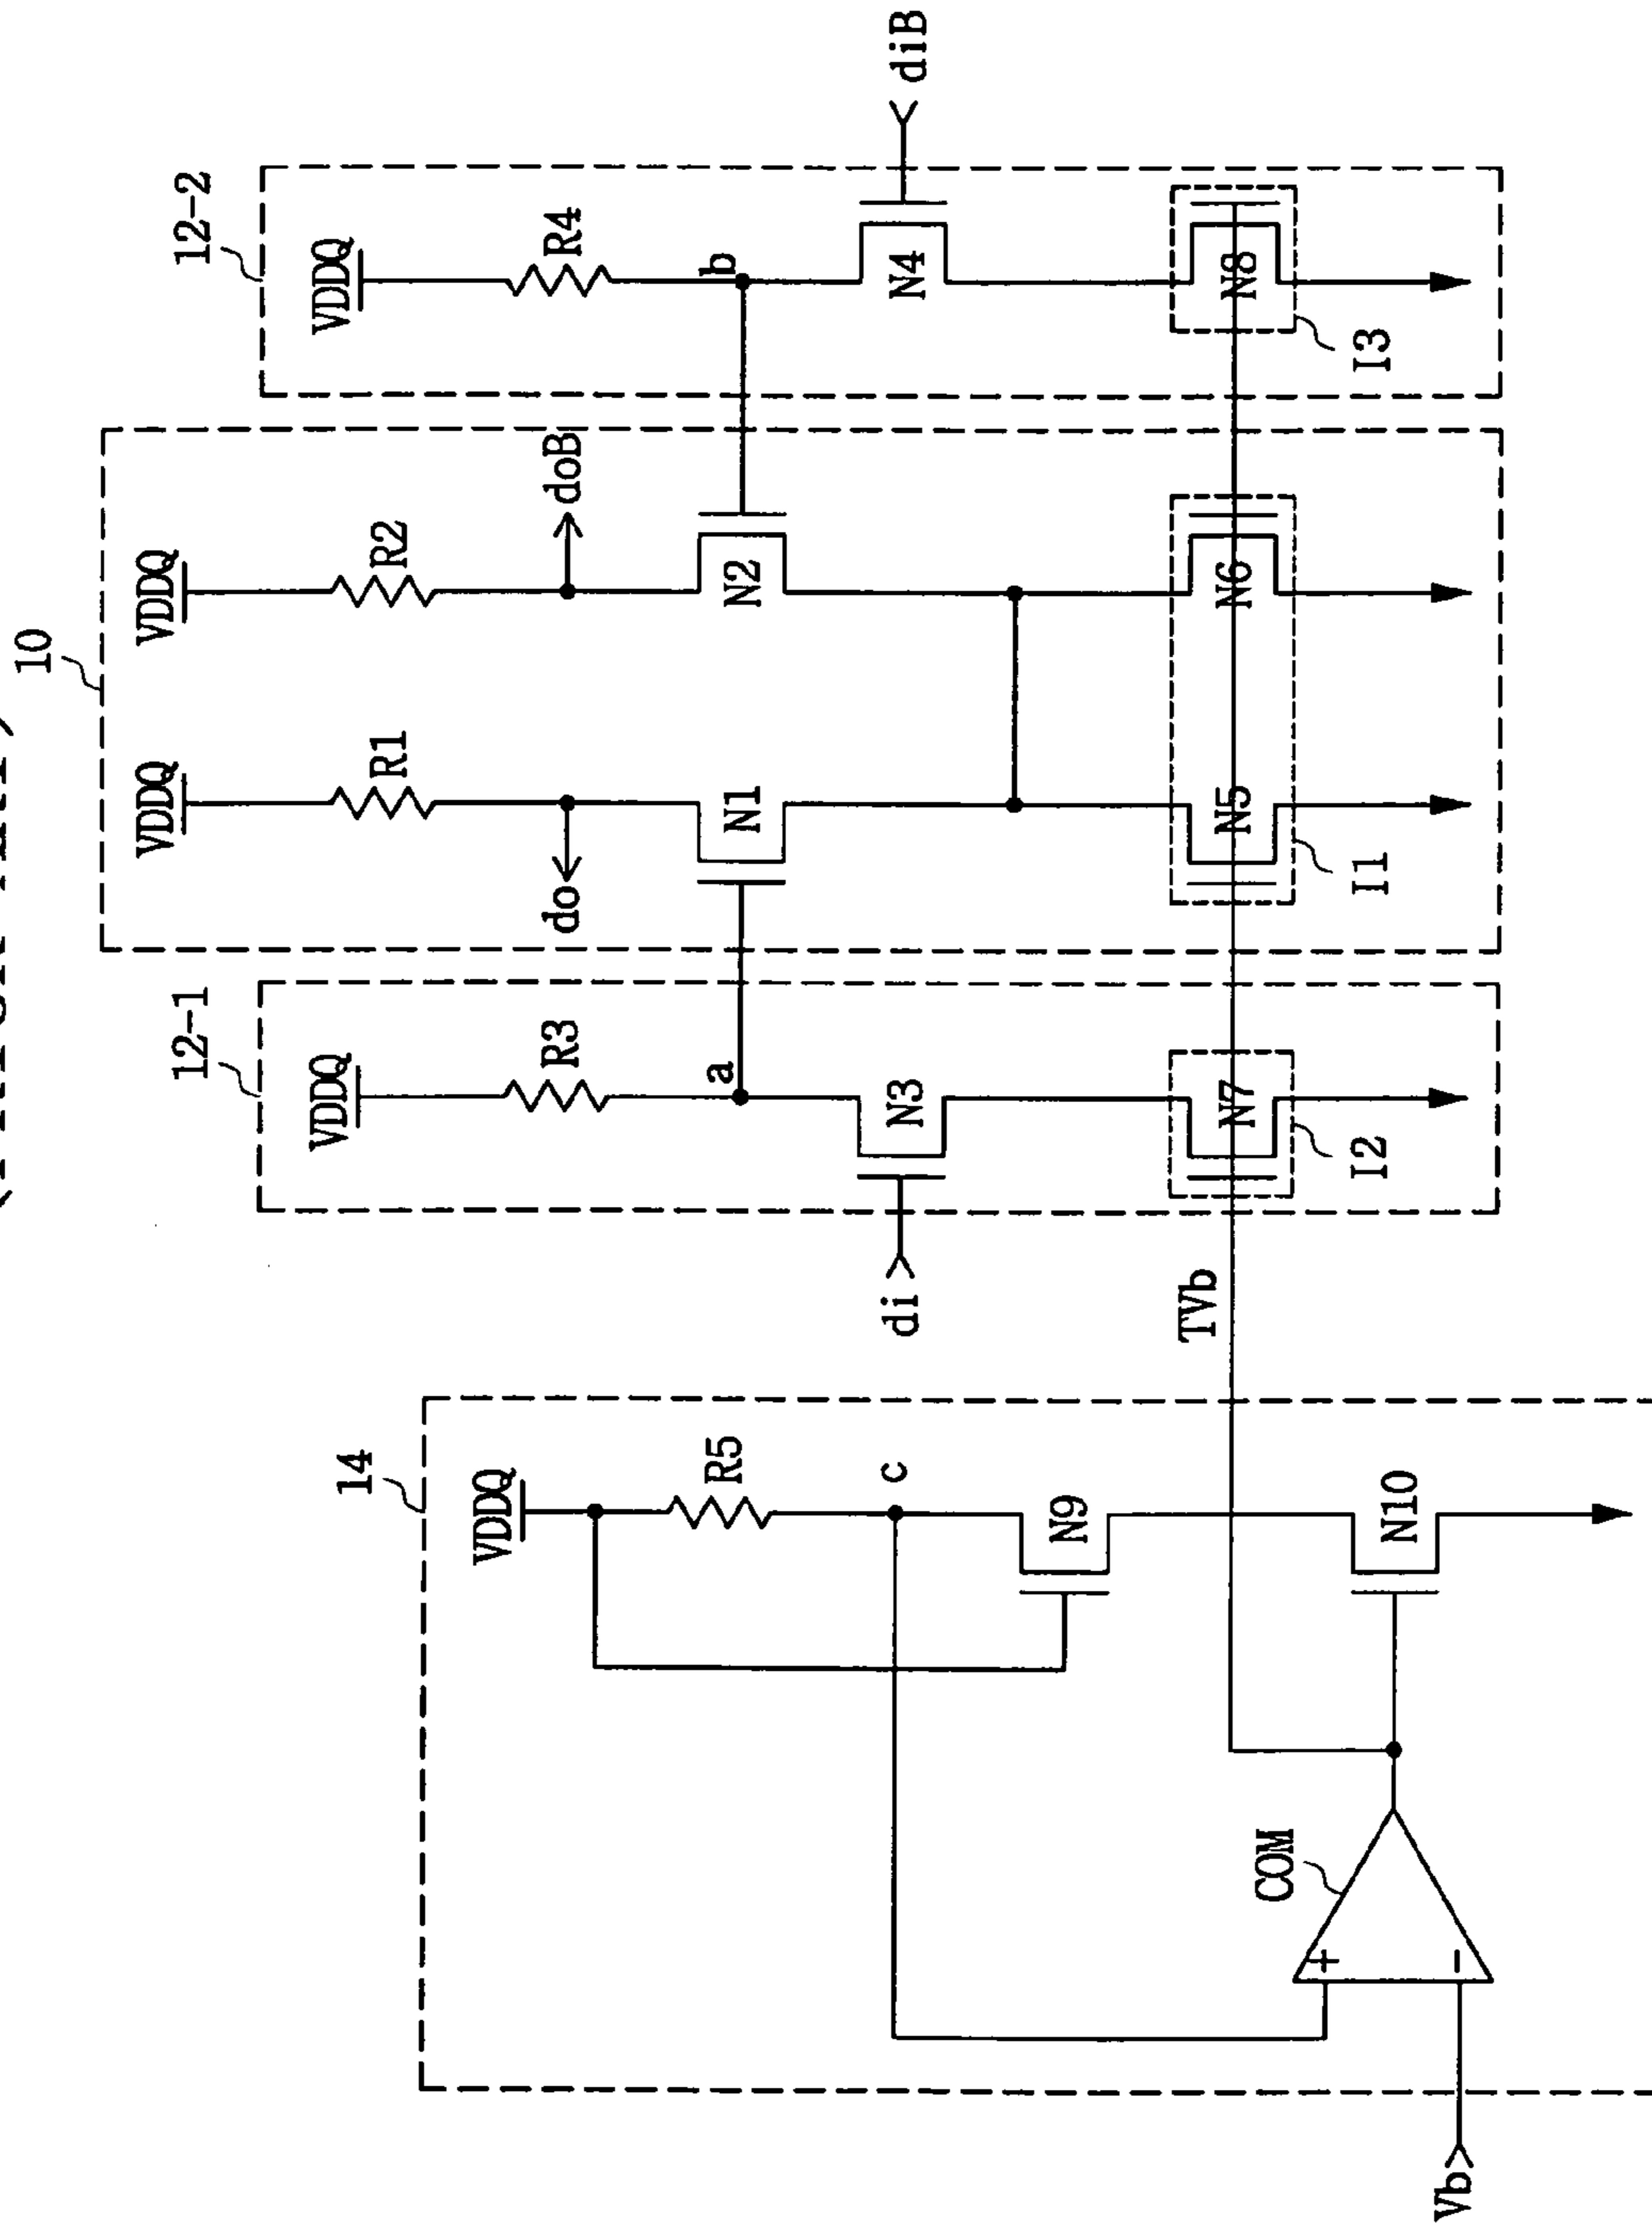 10
12-1
12-2
14
VDDQ
VDDQ
VDDQ
VDDQ
VDDQ
R5
R3
R1
R2
R4
c
a
b
do
doB
di
diB
N9
N3
N1
N2
N4
TVb
N10
N7
N5
N6
N8
I2
I1
I3
COM
+
-
Vb